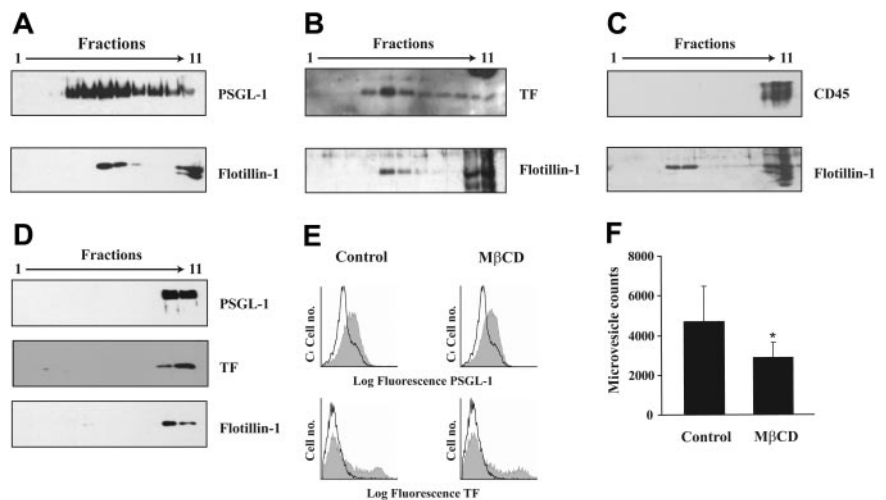 A
Fractions
1 11
PSGL-1
Flotillin-1
B
Fractions
1 11
TF
Flotillin-1
C
Fractions
1 11
CD45
Flotillin-1
D
Fractions
1 11
PSGL-1
TF
Flotillin-1
E
Control MβCD
Cell no. Cell no.
Log Fluorescence PSGL-1
Cell no. Cell no.
Log Fluorescence TF
F
Microvesicle counts
8000
6000
4000
2000
0
*
Control MβCD